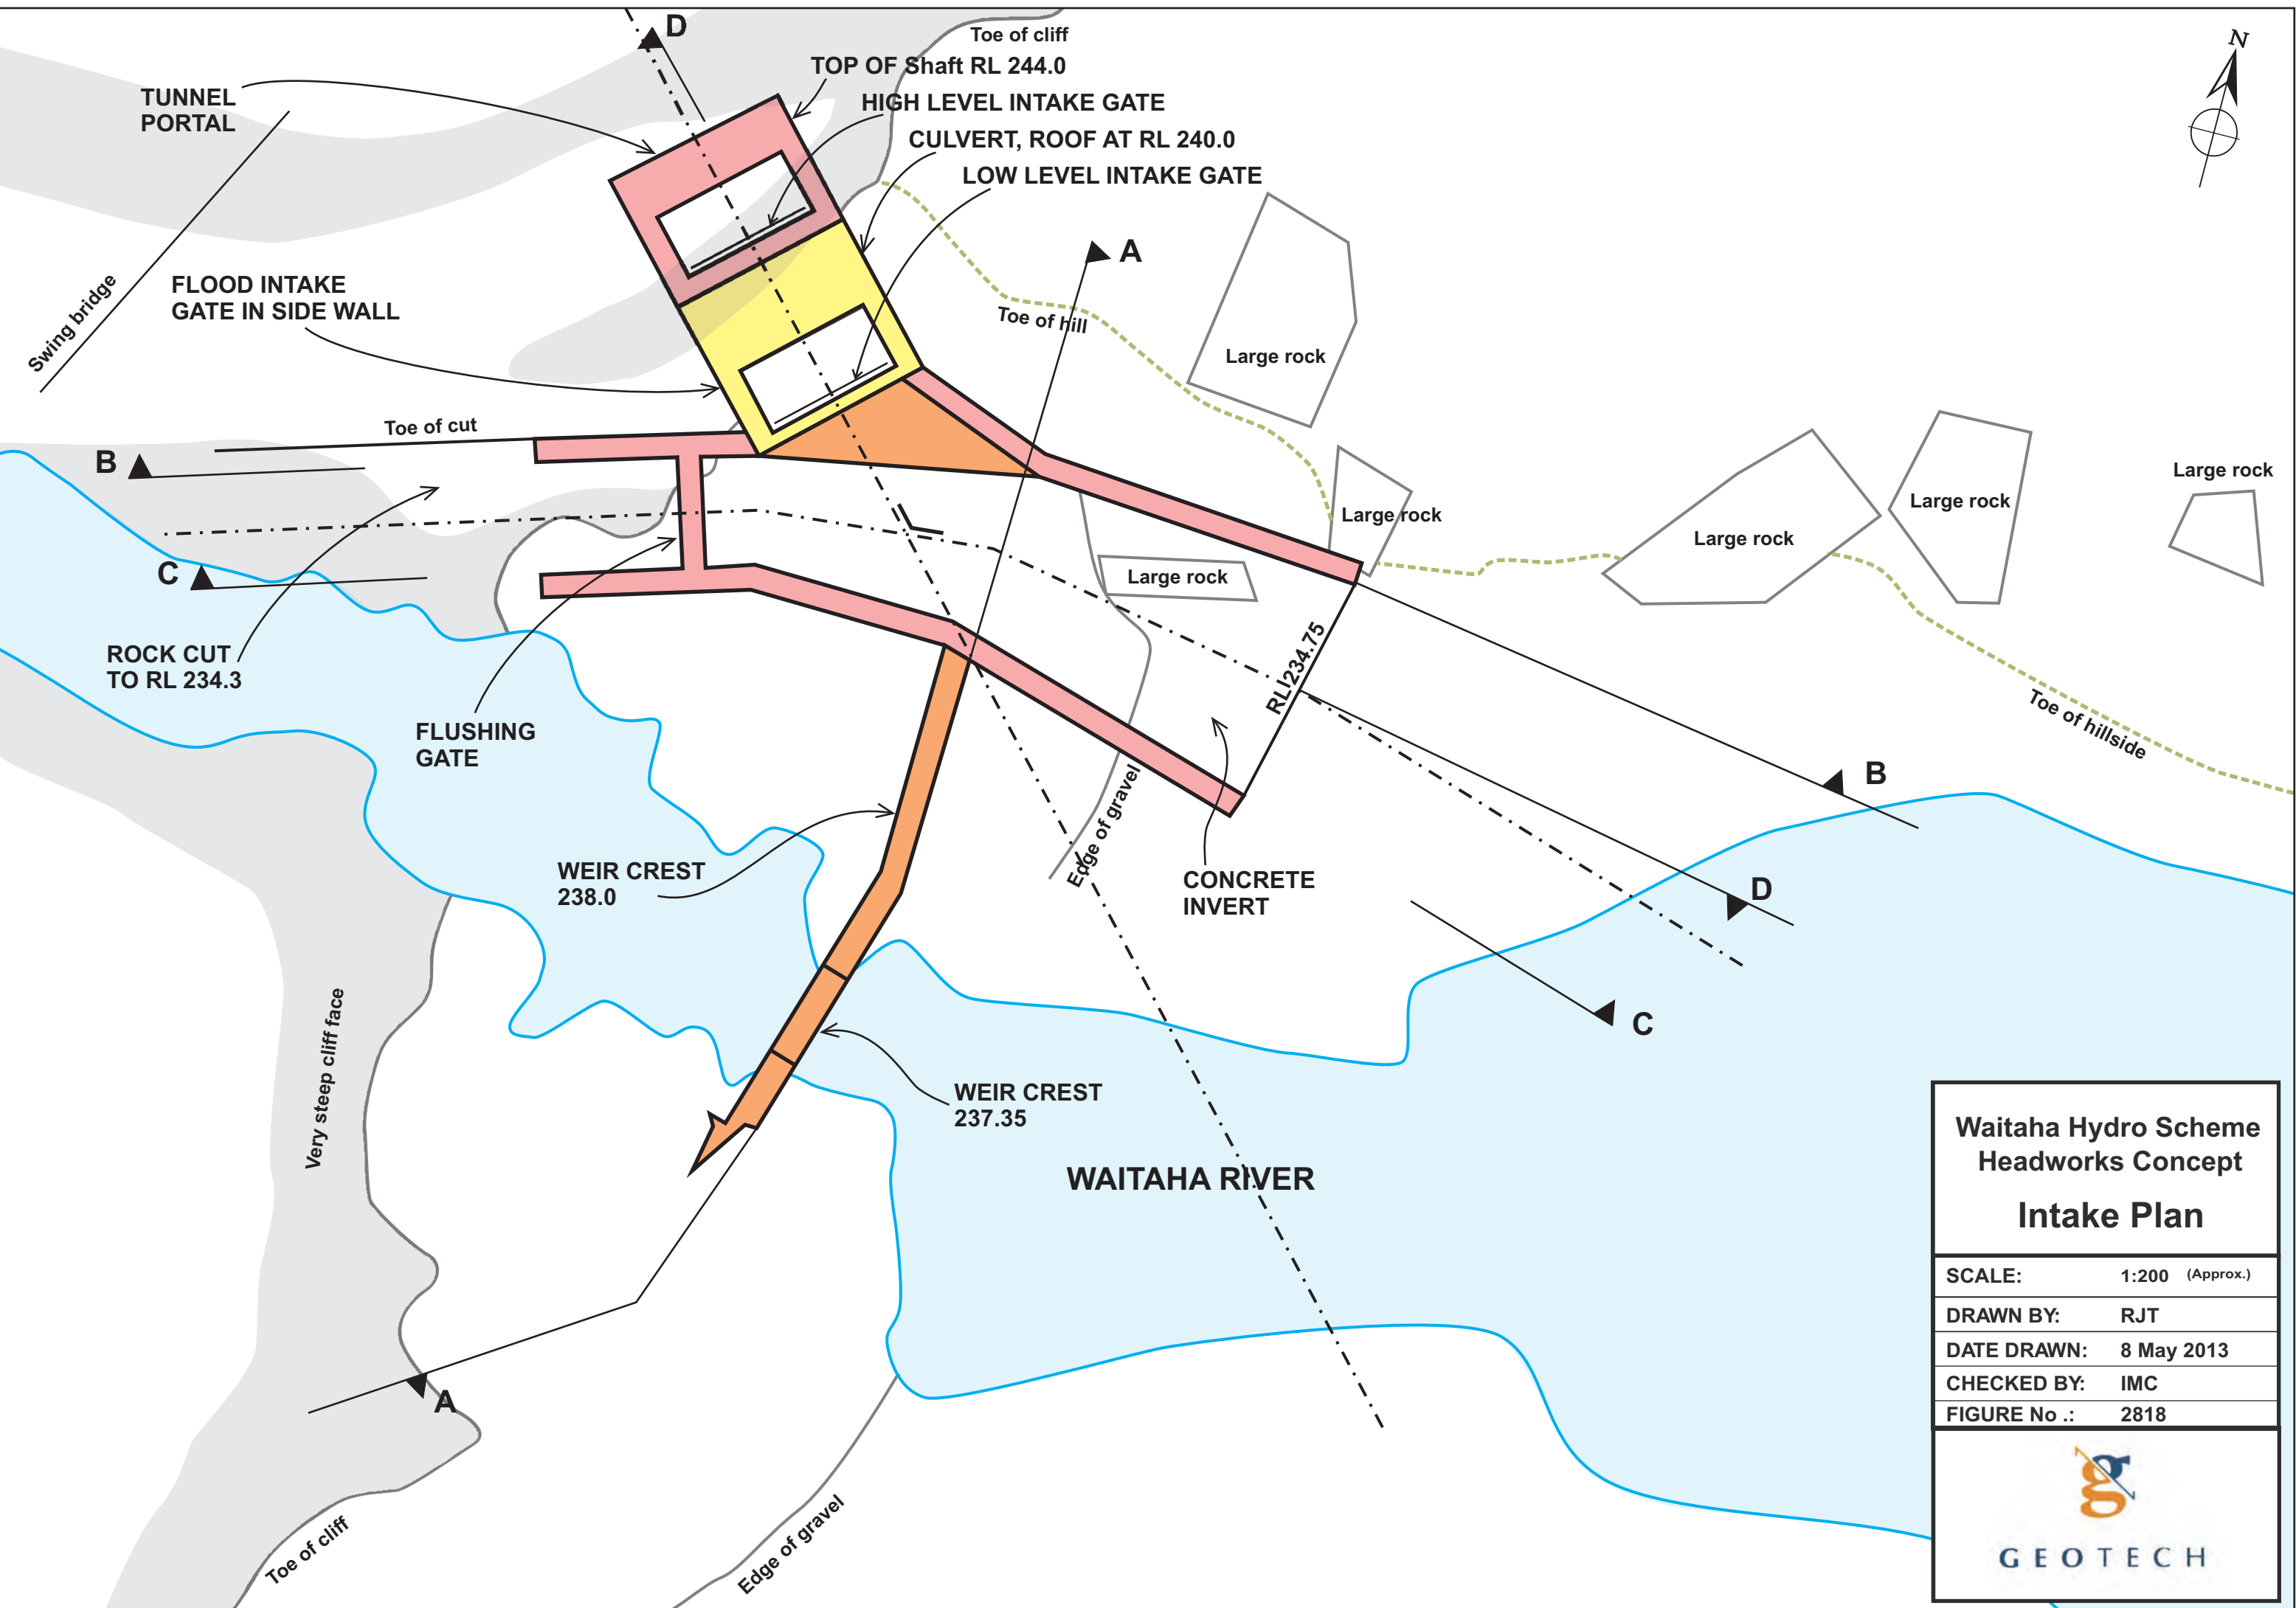 D
Toe of cliff
N
TOP OF Shaft RL 244.0
TUNNEL
PORTAL
HIGH LEVEL INTAKE GATE
CULVERT, ROOF AT RL 240.0
LOW LEVEL INTAKE GATE
A
FLOOD INTAKE
GATE IN SIDE WALL
Swing bridge
Toe of hill
Large rock
Toe of cut
B
Large rock
Large rock
Large rock
Large rock
Large rock
C
ROCK CUT
TO RL 234.3
RL 234.75
FLUSHING
GATE
Toe of hillside
B
Edge of gravel
WEIR CREST
238.0
CONCRETE
INVERT
D
C
Very steep cliff face
WEIR CREST
237.35
WAITAHA RIVER
A
Toe of cliff
Edge of gravel
Waitaha Hydro Scheme
Headworks Concept
Intake Plan
SCALE: 1:200 (Approx.)
DRAWN BY: RJT
DATE DRAWN: 8 May 2013
CHECKED BY: IMC
FIGURE No .: 2818
g
GEOTECH